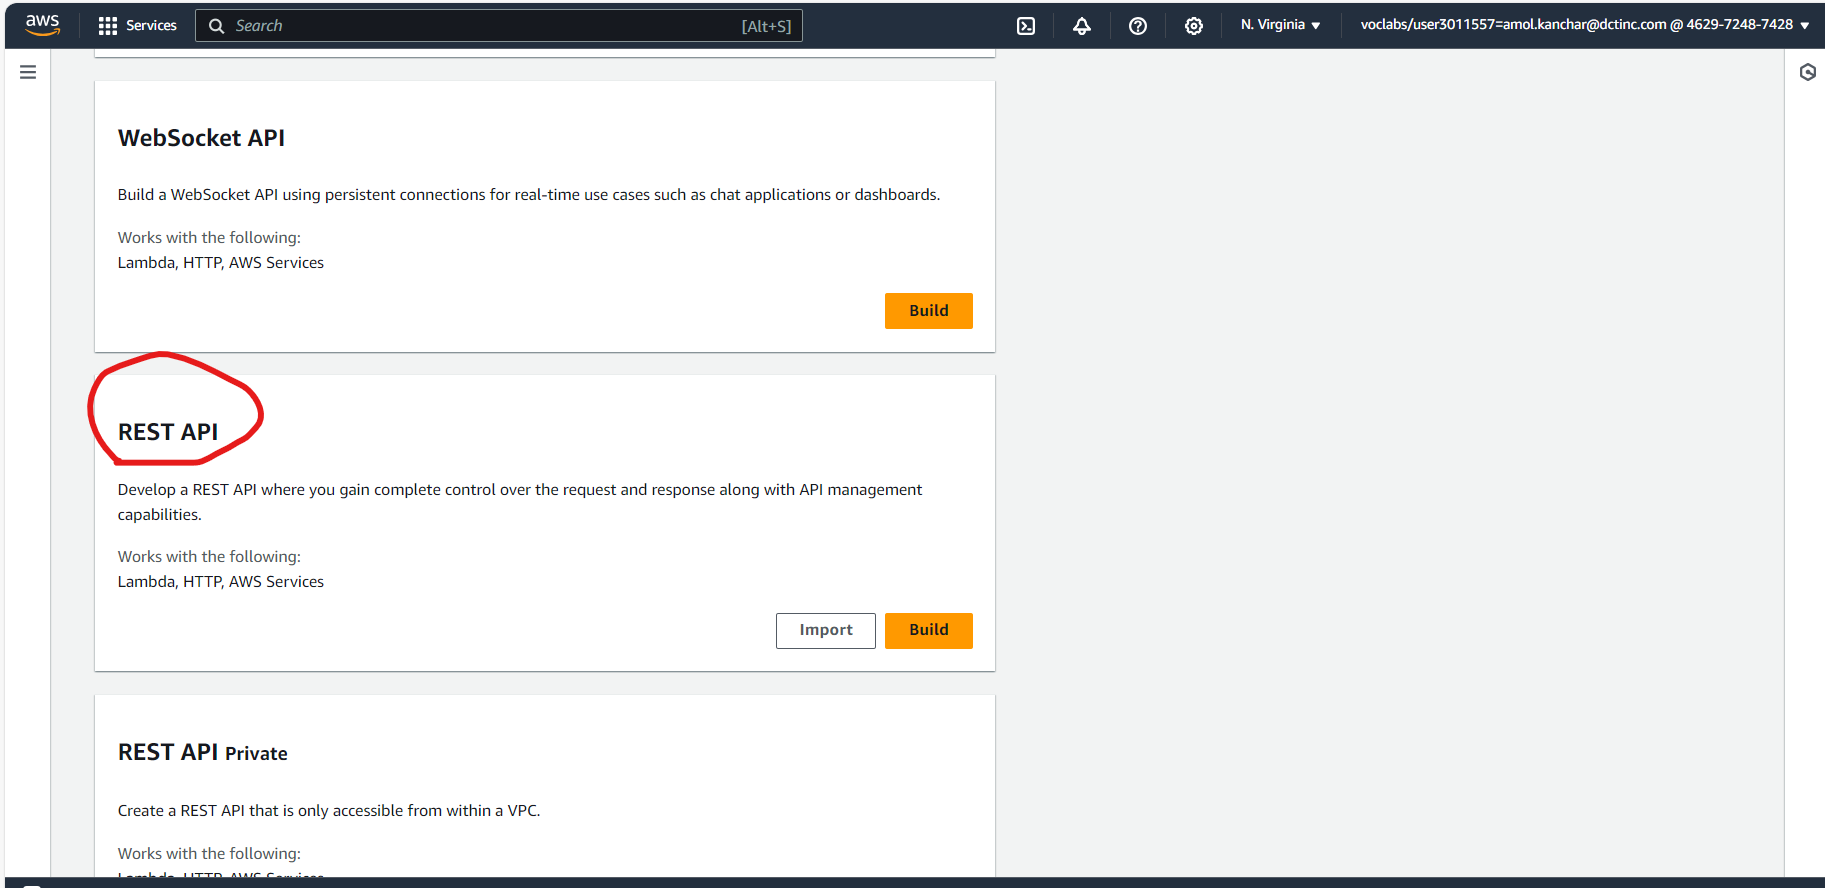 aws Services Search [Alt+S] N. Virginia voclabs/user3011557=amol.kanchar@dctinc.com @ 4629-7248-7428
WebSocket API
Build a WebSocket API using persistent connections for real-time use cases such as chat applications or dashboards.
Works with the following:
Lambda, HTTP, AWS Services
Build
REST API
Develop a REST API where you gain complete control over the request and response along with API management
capabilities.
Works with the following:
Lambda, HTTP, AWS Services
Import Build
REST API Private
Create a REST API that is only accessible from within a VPC.
Works with the following:
Lambda, HTTP, AWS Services